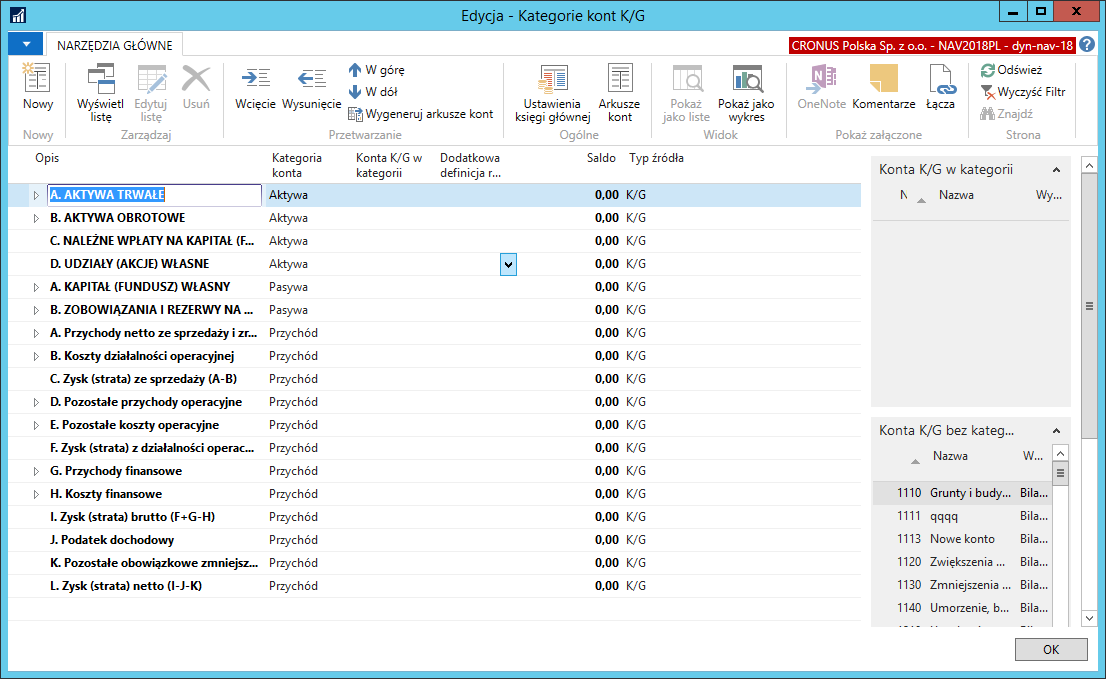 Edycja - Kategorie kont K/G
NARZĘDZIA GŁÓWNE
CRONUS Polska Sp. z o.o. - NAV2018PL - dyn-nav-18
Nowy
Wyświetl listę
Edytuj listę
Usuń
Wcięcie
Wysunięcie
W górę
W dół
Wygeneruj arkusze kont
Ustawienia księgi głównej
Arkusze kont
Pokaż jako liste
Pokaż jako wykres
OneNote
Komentarze
Łącza
Odśwież
Wyczyść Filtr
Znajdź
Nowy
Zarządzaj
Przetwarzanie
Ogólne
Widok
Pokaż załączone
Strona
Opis Kategoria konta Konta K/G w kategorii Dodatkowa definicja r... Saldo Typ źródła
A. AKTYWA TRWAŁE Aktywa 0,00 K/G
B. AKTYWA OBROTOWE Aktywa 0,00 K/G
C. NALEŻNE WPŁATY NA KAPITAŁ (F... Aktywa 0,00 K/G
D. UDZIAŁY (AKCJE) WŁASNE Aktywa 0,00 K/G
A. KAPITAŁ (FUNDUSZ) WŁASNY Pasywa 0,00 K/G
B. ZOBOWIĄZANIA I REZERWY NA ... Pasywa 0,00 K/G
A. Przychody netto ze sprzedaży i zr... Przychód 0,00 K/G
B. Koszty działalności operacyjnej Przychód 0,00 K/G
C. Zysk (strata) ze sprzedaży (A-B) Przychód 0,00 K/G
D. Pozostałe przychody operacyjne Przychód 0,00 K/G
E. Pozostałe koszty operacyjne Przychód 0,00 K/G
F. Zysk (strata) z działalności operac... Przychód 0,00 K/G
G. Przychody finansowe Przychód 0,00 K/G
H. Koszty finansowe Przychód 0,00 K/G
I. Zysk (strata) brutto (F+G-H) Przychód 0,00 K/G
J. Podatek dochodowy Przychód 0,00 K/G
K. Pozostałe obowiązkowe zmniejsz... Przychód 0,00 K/G
L. Zysk (strata) netto (I-J-K) Przychód 0,00 K/G
Konta K/G w kategorii
N Nazwa Wy...
Konta K/G bez kateg...
Nazwa W...
1110 Grunty i budy... Bila...
1111 qqqq Bila...
1113 Nowe konto Bila...
1120 Zwiększenia ... Bila...
1130 Zmniejszenia ... Bila...
1140 Umorzenie, b... Bila...
OK